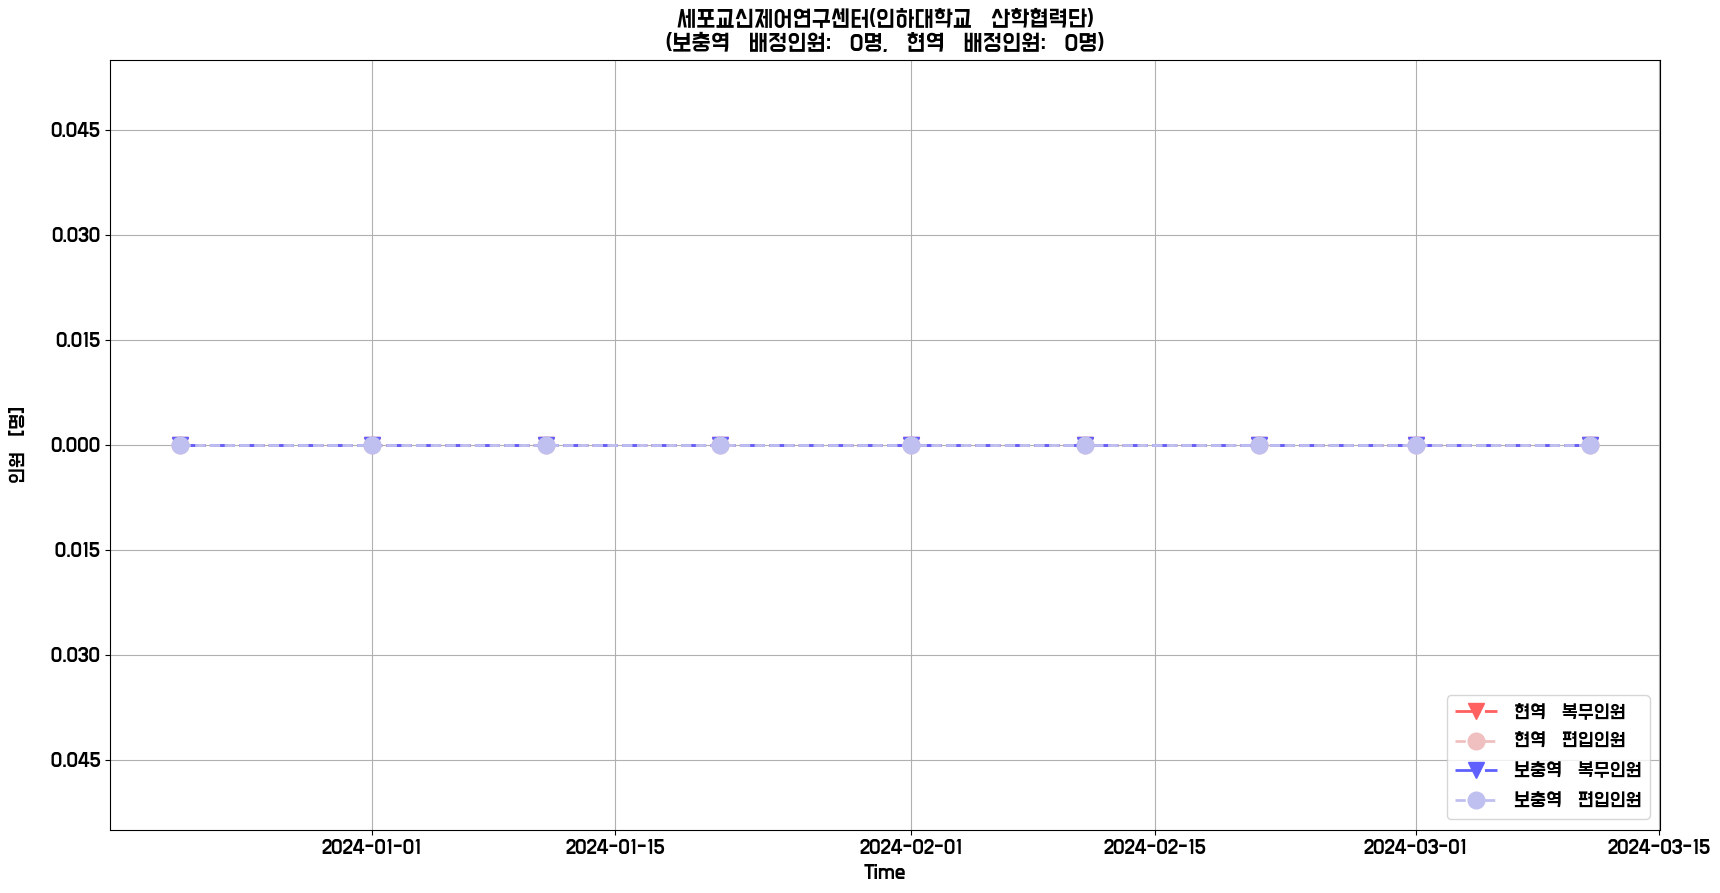 세포교신제어연구센터(인하대학교 산학협력단)
(보충역 배정인원: 0명, 현역 배정인원: 0명)
0.045
0.030
0.015
0.000
0.015
0.030
0.045
인원 [명]
현역 복무인원
현역 편입인원
보충역 복무인원
보충역 편입인원
2024-01-01 2024-01-15 2024-02-01 2024-02-15 2024-03-01 2024-03-15
Time